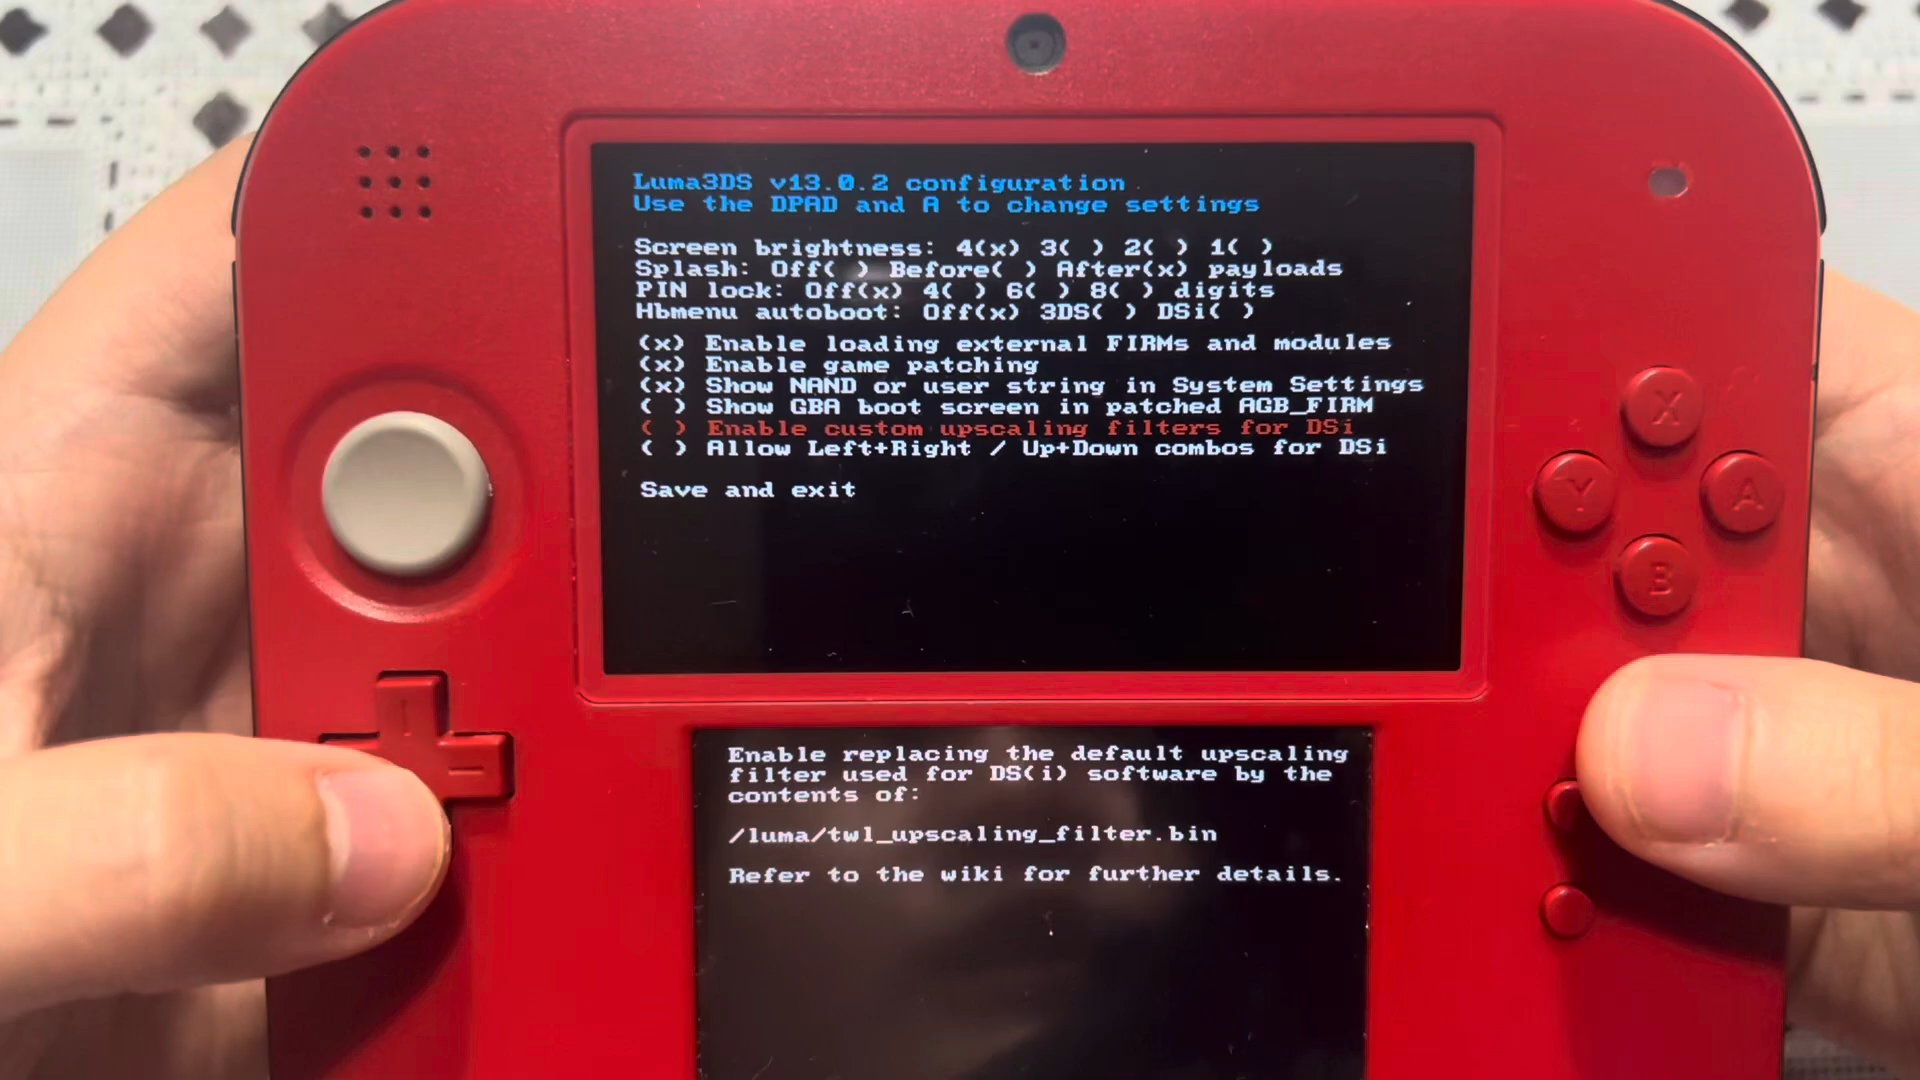 Luma3DS v13.0.2 configuration
Use the DPAD and A to change settings
Screen brightness: 4(x) 3( ) 2( ) 1( )
Splash: Off( ) Before( ) After(x) payloads
PIN lock: Off(x) 4( ) 6( ) 8( ) digits
Hbmenu autoboot: Off(x) 3DS( ) DSi( )
(x) Enable loading external FIRMs and modules
(x) Enable game patching
(x) Show NAND or user string in System Settings
( ) Show GBA boot screen in patched AGB_FIRM
( ) Enable custom upscaling filters for DSi
( ) Allow Left+Right / Up+Down combos for DSi
Save and exit
X
Y
A
B
Enable replacing the default upscaling
filter used for DS(i) software by the
contents of:
/luma/twl_upscaling_filter.bin
Refer to the wiki for further details.